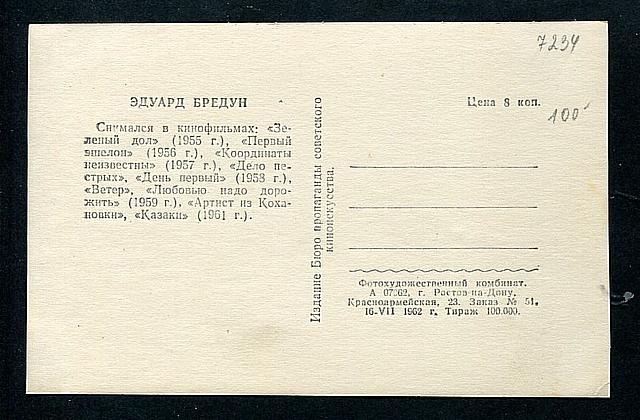 7234
ЭДУАРД БРЕДУН
Снимался в кинофильмах: «Зе-
леный дол» (1955 г.), «Первый
эшелон» (1956 г.), «Координаты
неизвестны» (1957 г.), «Дело пе-
стрых», «День первый» (1958 г.),
«Ветер», «Любовью надо доро-
жить» (1959 г.), «Артист из Коха-
новки», «Казаки» (1961 г.).
Издание Бюро пропаганды советского
киноискусства.
Цена 8 коп.
100
Фотохудожественный комбинат.
А 07362, г. Ростов-на-Дону,
Красноармейская, 23. Заказ № 51.
16-VII 1962 г. Тираж 100.000.